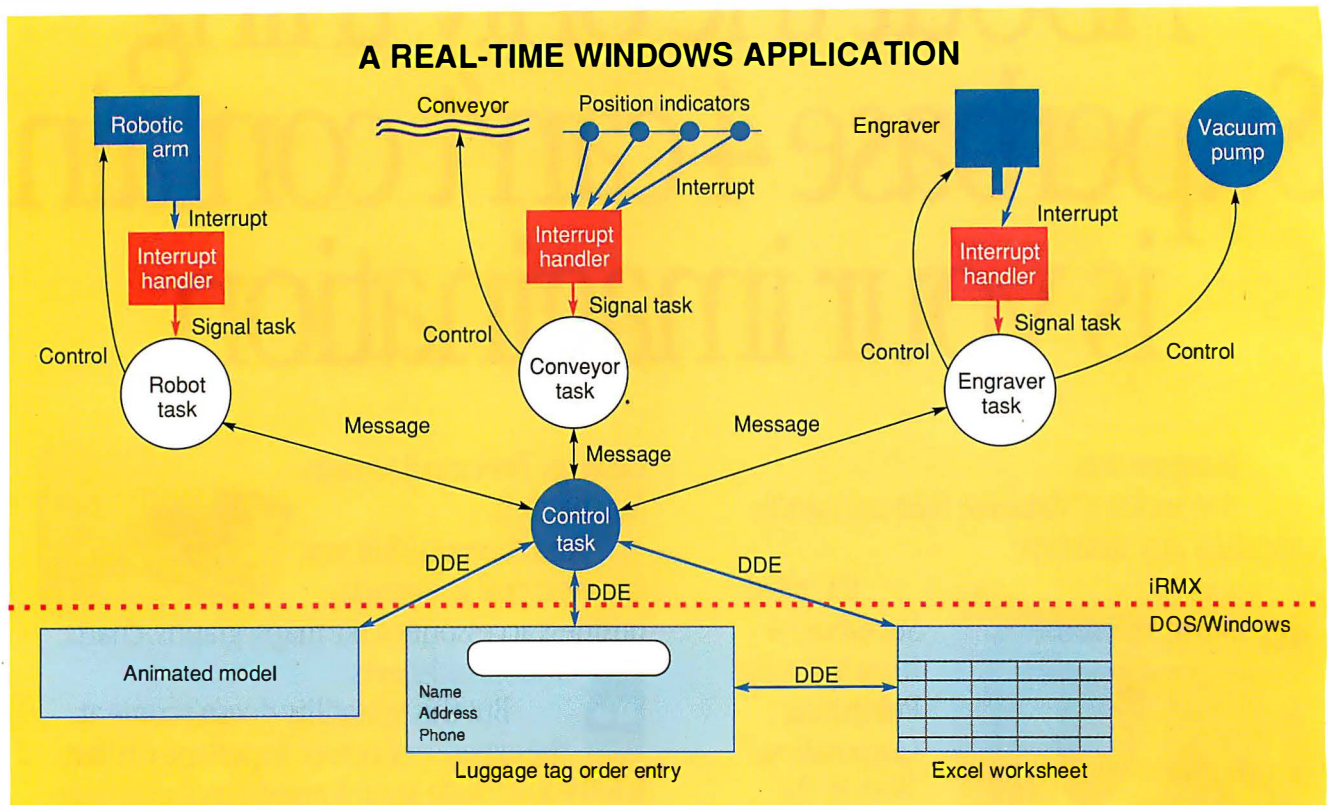 A REAL-TIME WINDOWS APPLICATION
Robotic
arm
Conveyor
Position indicators
Engraver
Vacuum
pump
Interrupt
Interrupt
Interrupt
Interrupt
handler
Interrupt
handler
Interrupt
handler
Signal task
Signal task
Signal task
Control
Control
Control
Control
Robot
task
Conveyor
task
Engraver
task
Message
Message
Message
Control
task
DDE
DDE
DDE
iRMX
DOS/Windows
Animated model
Name
Address
Phone
DDE
Luggage tag order entry
Excel worksheet